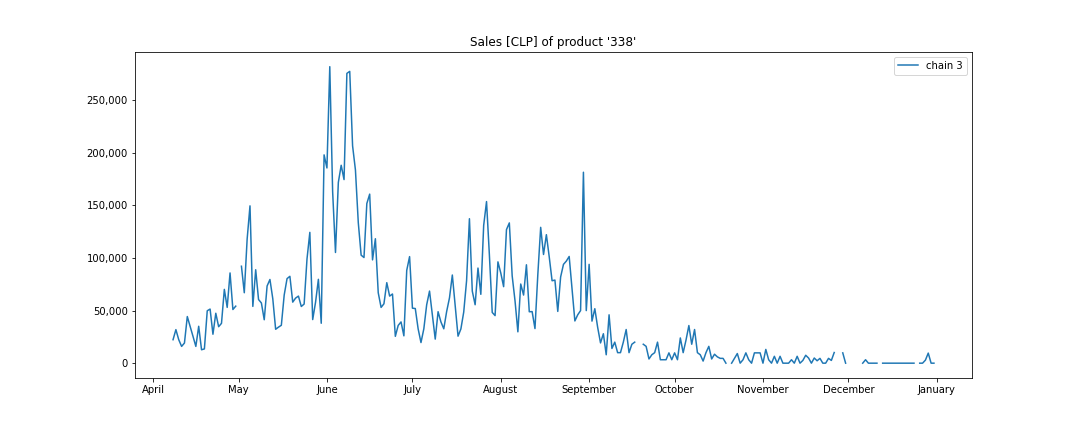 Sales [CLP] of product '338'
chain 3
250,000
200,000
150,000
100,000
50,000
0
April May June July August September October November December January